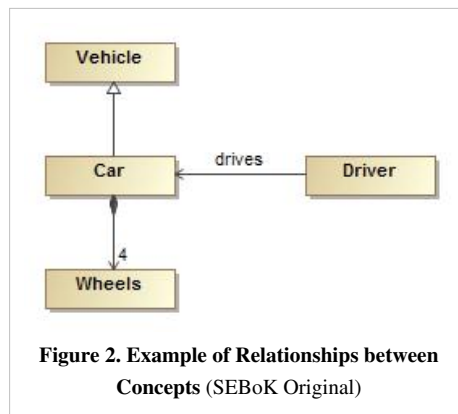 Vehicle
drives
Car
Driver
4
Wheels
Figure 2. Example of Relationships between
Concepts (SEBoK Original)